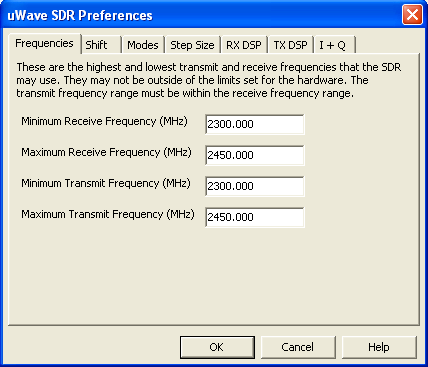 uWave SDR Preferences
Frequencies Shift Modes Step Size RX DSP TX DSP I + Q
These are the highest and lowest transmit and receive frequencies that the SDR
may use. They may not be outside of the limits set for the hardware. The
transmit frequency range must be within the receive frequency range.
Minimum Receive Frequency (MHz) 2300.000
Maximum Receive Frequency (MHz) 2450.000
Minimum Transmit Frequency (MHz) 2300.000
Maximum Transmit Frequency (MHz) 2450.000
OK Cancel Help